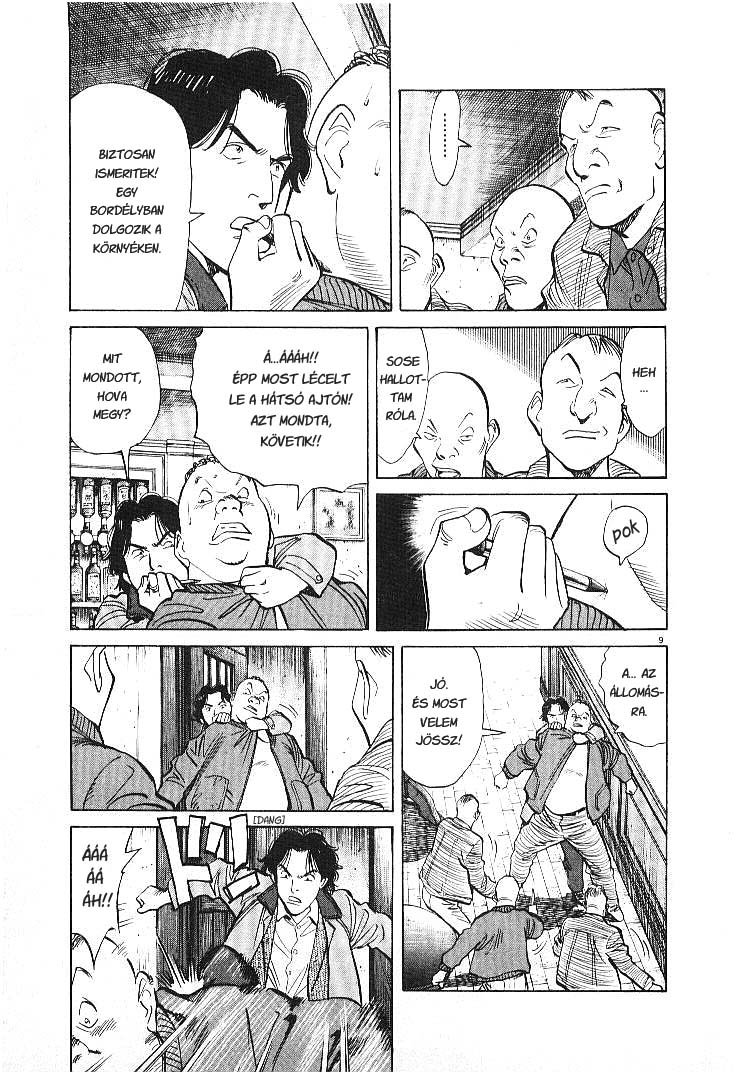 .........
BIZTOSAN
ISMERITEK!
EGY
BORDÉLYBAN
DOLGOZIK A
KÖRNYÉKEN.
HEH
...
SOSE
HALLOT-
TAM
RÓLA.
pok
Á...ÁÁÁH!!
ÉPP MOST LÉCELT
LE A HÁTSÓ AJTÓN!
AZT MONDTA,
KÖVETIK!!
MIT
MONDOTT,
HOVA
MEGY?
9
A... AZ
ÁLLOMÁS-
RA.
JÓ.
ÉS MOST
VELEM
JÖSSZ!
[DANG]
ÁÁÁ
ÁÁ
ÁH!!